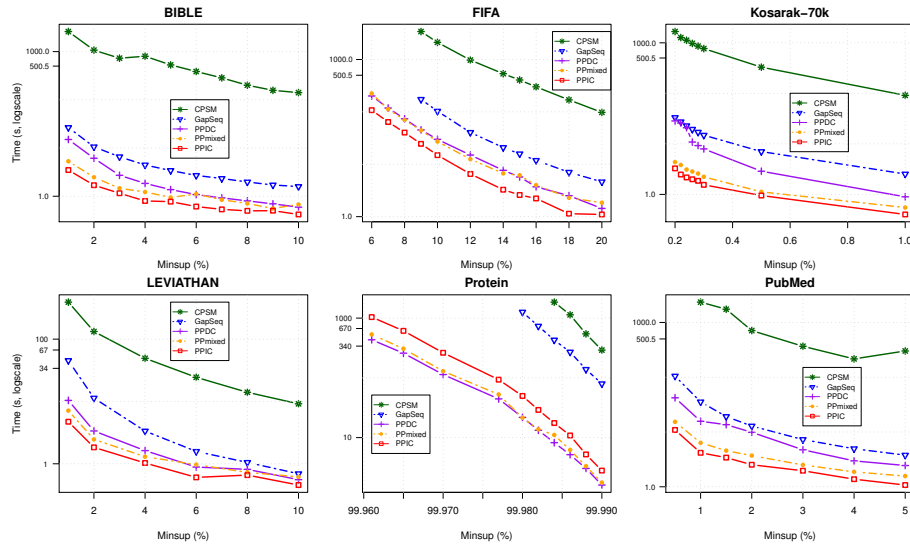 BIBLE
Time (s, logscale)
1000.0
500.5
1.0
CPSM
GapSeq
PPDC
PPmixed
PPIC
2 4 6 8 10
Minsup (%)
FIFA
1000.0
500.5
1.0
CPSM
GapSeq
PPDC
PPmixed
PPIC
6 7 8 9 10 12 14 15 16 18 20
Minsup (%)
Kosarak-70k
1000.0
500.5
1.0
CPSM
GapSeq
PPDC
PPmixed
PPIC
0.2 0.4 0.6 0.8 1.0
Minsup (%)
LEVIATHAN
Time (s, logscale)
100
67
34
1
CPSM
GapSeq
PPDC
PPmixed
PPIC
2 4 6 8 10
Minsup (%)
Protein
1000
670
340
10
CPSM
GapSeq
PPDC
PPmixed
PPIC
99.960 99.970 99.980 99.990
Minsup (%)
PubMed
1000.0
500.5
1.0
CPSM
GapSeq
PPDC
PPmixed
PPIC
1 2 3 4 5
Minsup (%)